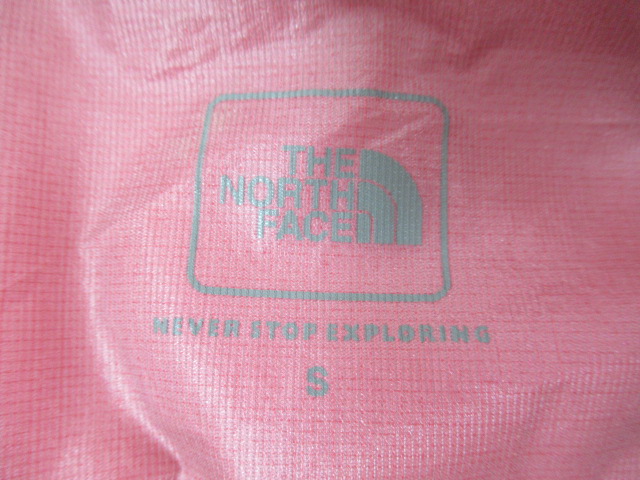 THE
NORTH
FACE
NEVER STOP EXPLORING
S